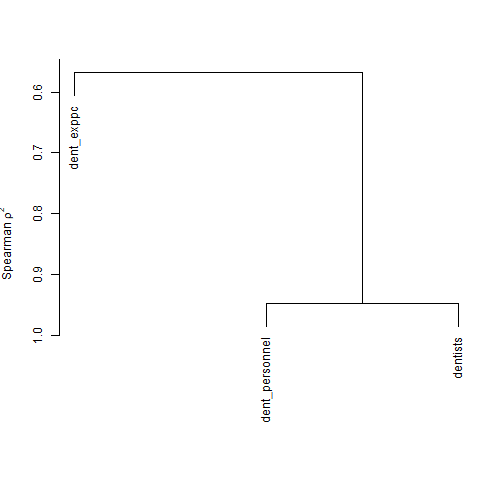 Spearman ρ²
0.6
0.7
0.8
0.9
1.0
dent_exppc
dent_personnel
dentists